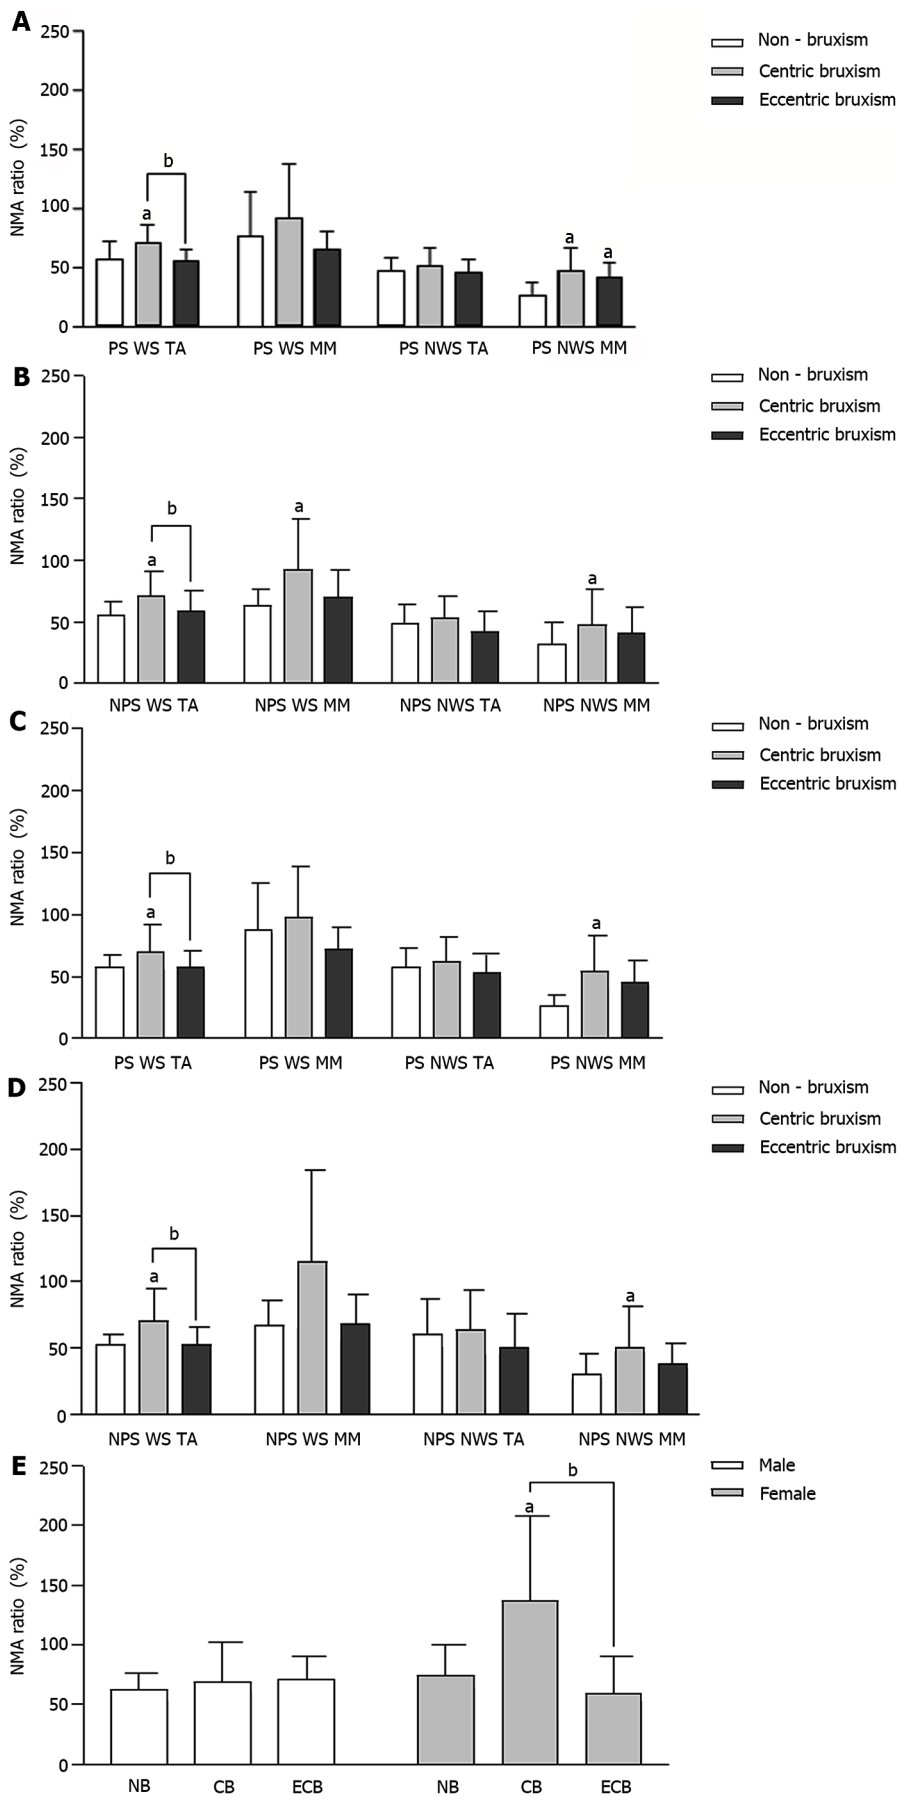 A
250
200
150
100
50
0
NMA ratio (%)
b
a
a
a
PS WS TA
PS WS MM
PS NWS TA
PS NWS MM
Non - bruxism
Centric bruxism
Eccentric bruxism
B
250
200
150
100
50
0
NMA ratio (%)
b
a
a
a
NPS WS TA
NPS WS MM
NPS NWS TA
NPS NWS MM
Non - bruxism
Centric bruxism
Eccentric bruxism
C
250
200
150
100
50
0
NMA ratio (%)
b
a
a
PS WS TA
PS WS MM
PS NWS TA
PS NWS MM
Non - bruxism
Centric bruxism
Eccentric bruxism
D
250
200
150
100
50
0
NMA ratio (%)
b
a
a
NPS WS TA
NPS WS MM
NPS NWS TA
NPS NWS MM
Non - bruxism
Centric bruxism
Eccentric bruxism
E
250
200
150
100
50
0
NMA ratio (%)
b
a
NB
CB
ECB
NB
CB
ECB
Male
Female